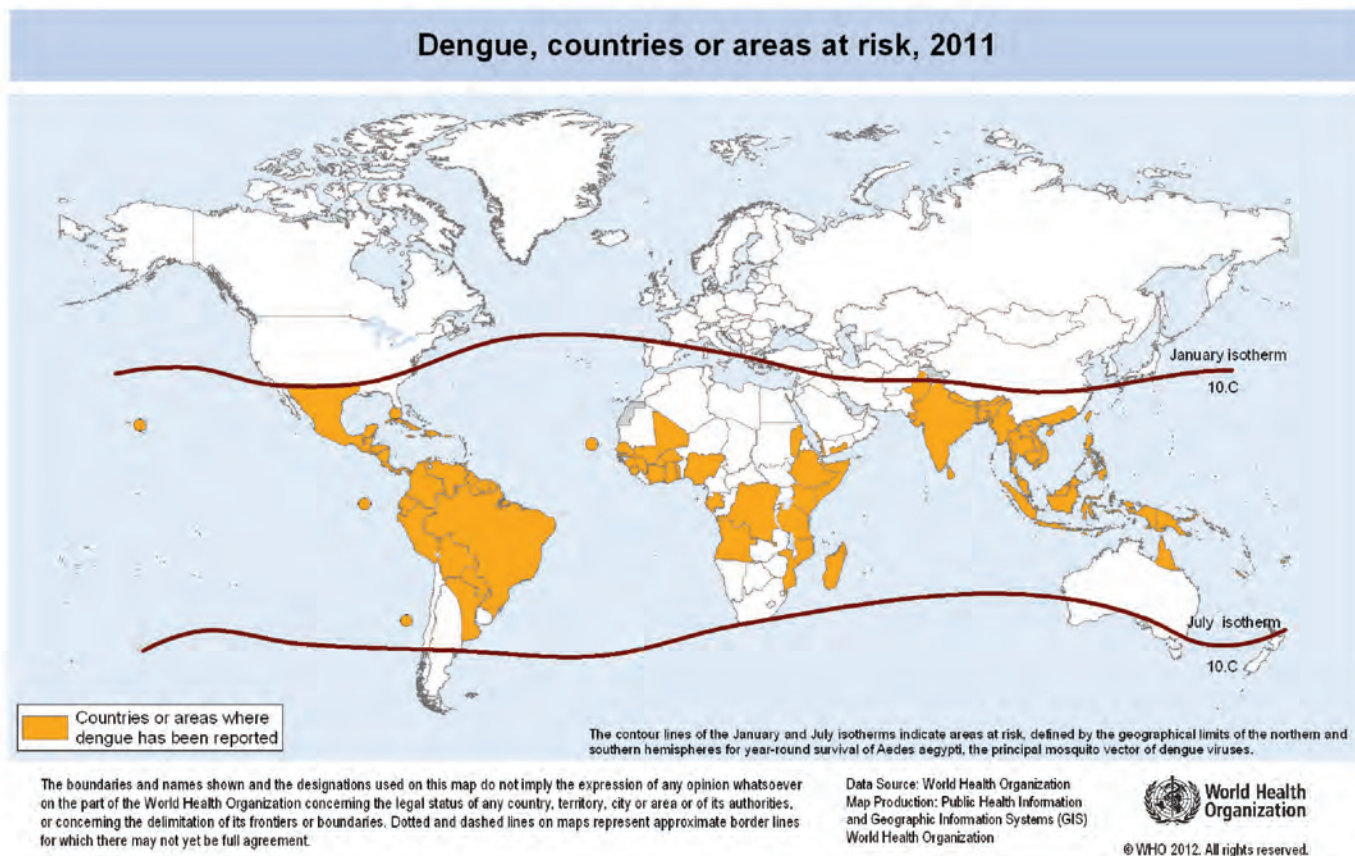 Dengue, countries or areas at risk, 2011
January isotherm
10.C
July isotherm
10.C
Countries or areas where
dengue has been reported
The contour lines of the January and July isotherms indicate areas at risk, defined by the geographical limits of the northern and
southern hemispheres for year-round survival of Aedes aegypti, the principal mosquito vector of dengue viruses.
The boundaries and names shown and the designations used on this map do not imply the expression of any opinion whatsoever
on the part of the World Health Organization concerning the legal status of any country, territory, city or area or of its authorities,
or concerning the delimitation of its frontiers or boundaries. Dotted and dashed lines on maps represent approximate border lines
for which there may not yet be full agreement.
Data Source: World Health Organization
Map Production: Public Health Information
and Geographic Information Systems (GIS)
World Health Organization
World Health
Organization
© WHO 2012. All rights reserved.